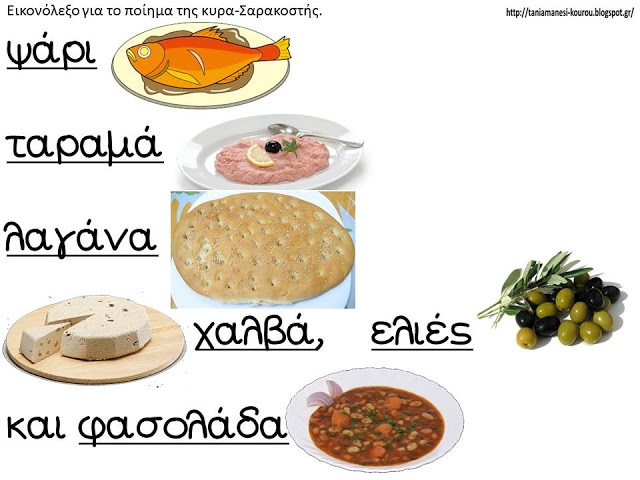 Εικονόλεξο για το ποίημα της κυρα-Σαρακοστής.
http://taniamanesi-kourou.blogspot.gr/
ψάρι
ταραμά
λαγάνα
χαλβά, ελιές
και φασολάδα